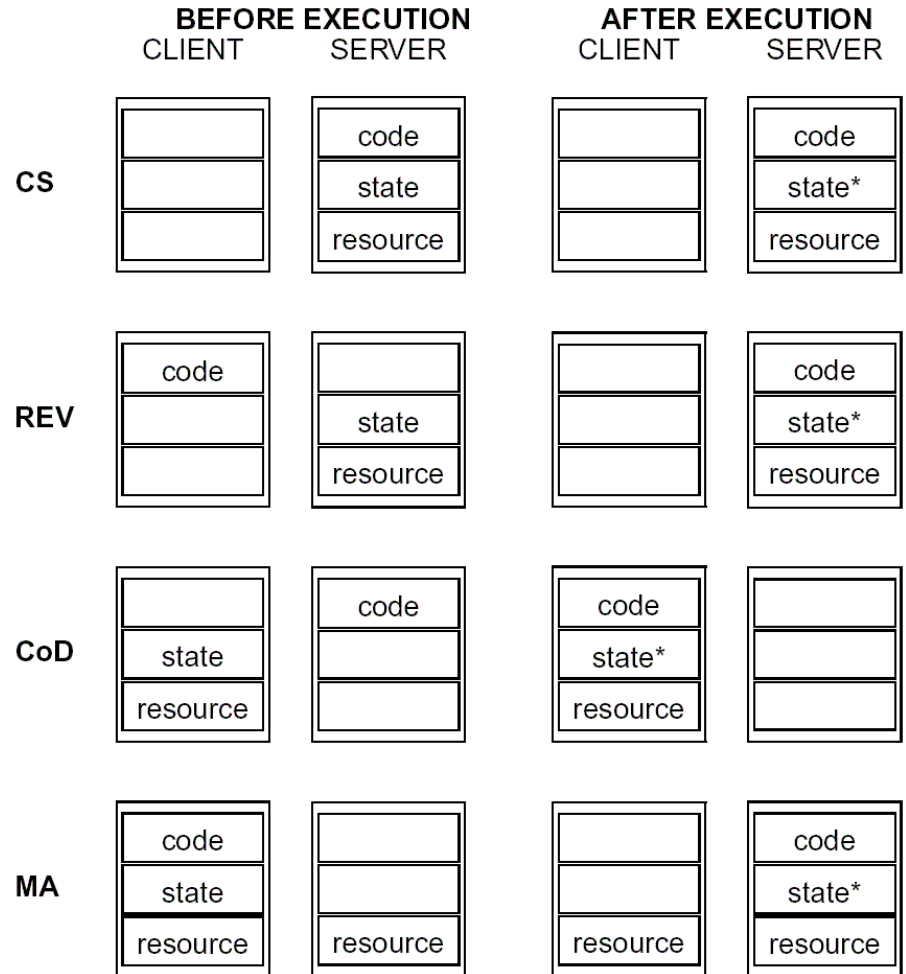 BEFORE EXECUTION AFTER EXECUTION
CLIENT SERVER CLIENT SERVER
code code
CS state state*
resource resource
code code
REV state state*
resource resource
code code
CoD state state*
resource resource
code code
MA state state*
resource resource resource resource